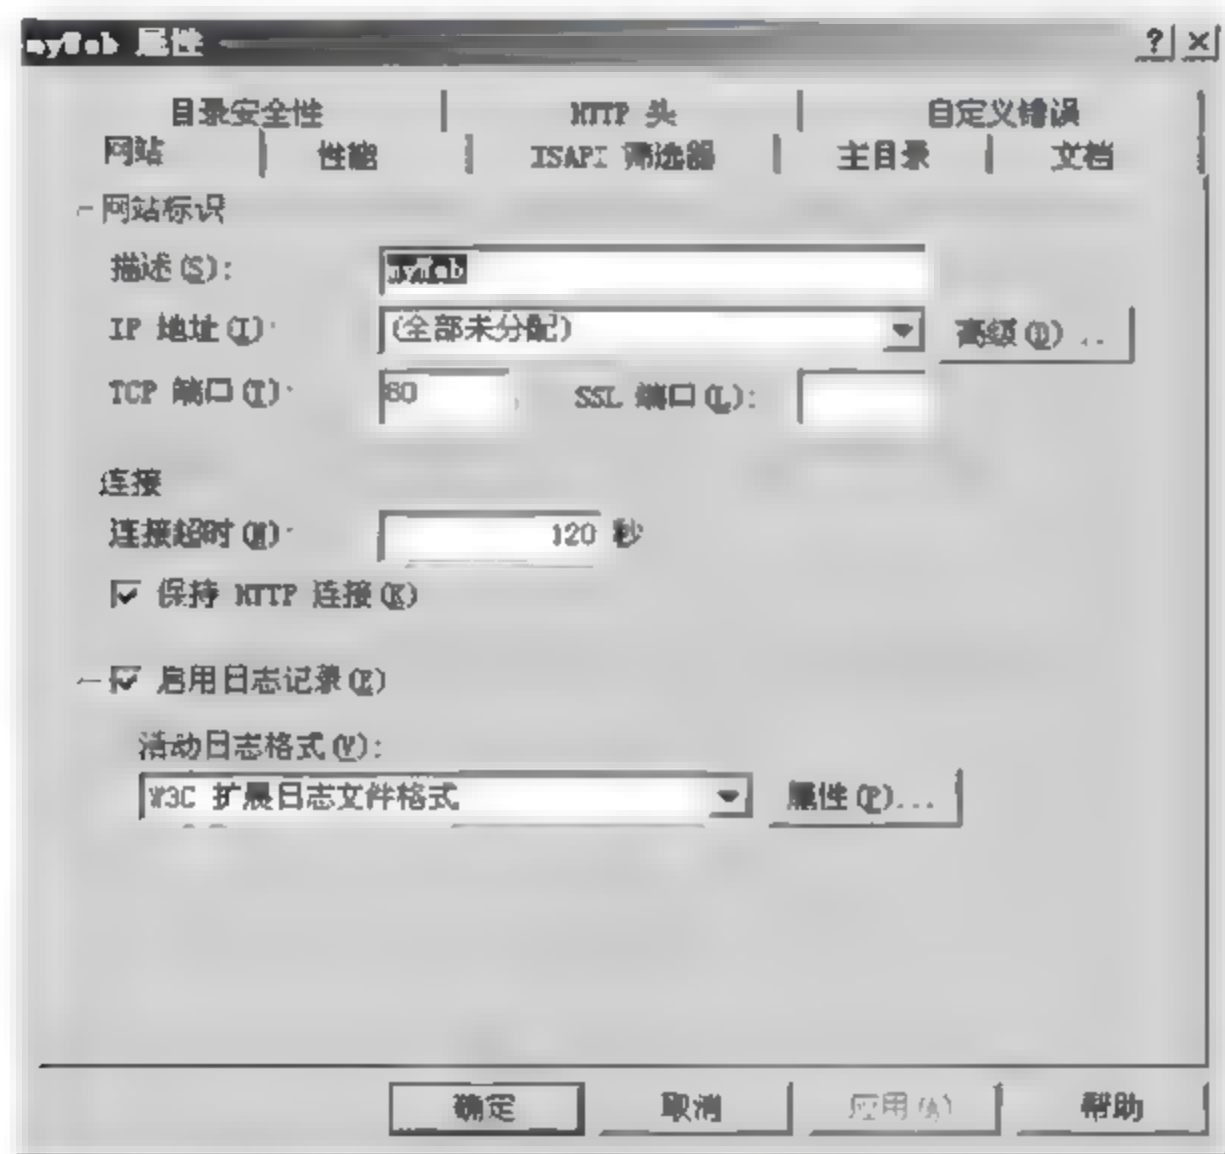 myWeb 属性
目录安全性 HTTP 头 自定义错误
网站 性能 ISAPI 筛选器 主目录 文档
网站标识
描述(S): myWeb
IP 地址(I): (全部未分配) 高级(D)...
TCP 端口(T): 80 SSL 端口(L):
连接
连接超时(N): 120 秒
保持 HTTP 连接(K)
启用日志记录(E)
活动日志格式(V):
W3C 扩展日志文件格式 属性(P)...
确定 取消 应用(A) 帮助